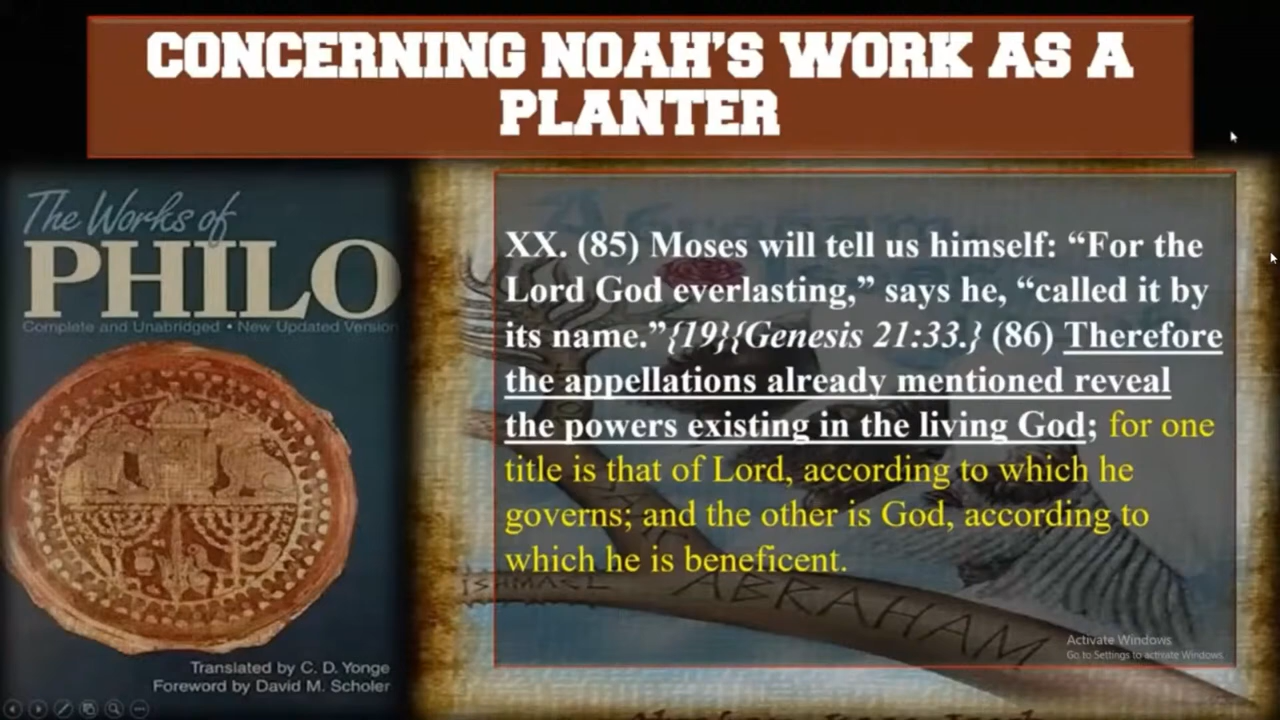 CONCERNING NOAH'S WORK AS A
PLANTER
The Works of
PHILO
Complete and Unabridged • New Updated Version
Translated by C. D. Yonge
Foreword by David M. Scholer
XX. (85) Moses will tell us himself: “For the
Lord God everlasting,” says he, “called it by
its name.”{19}{Genesis 21:33.} (86) Therefore
the appellations already mentioned reveal
the powers existing in the living God; for one
title is that of Lord, according to which he
governs; and the other is God, according to
which he is beneficent.
ISHMAEL
ABRAHAM
Activate Windows
Go to Settings to activate Windows.